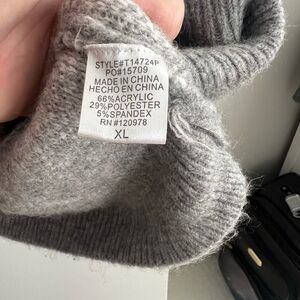 STYLE#T14724P
PO#15709
MADE IN CHINA
HECHO EN CHINA
66%ACRYLIC
29%POLYESTER
5%SPANDEX
RN #120978
XL